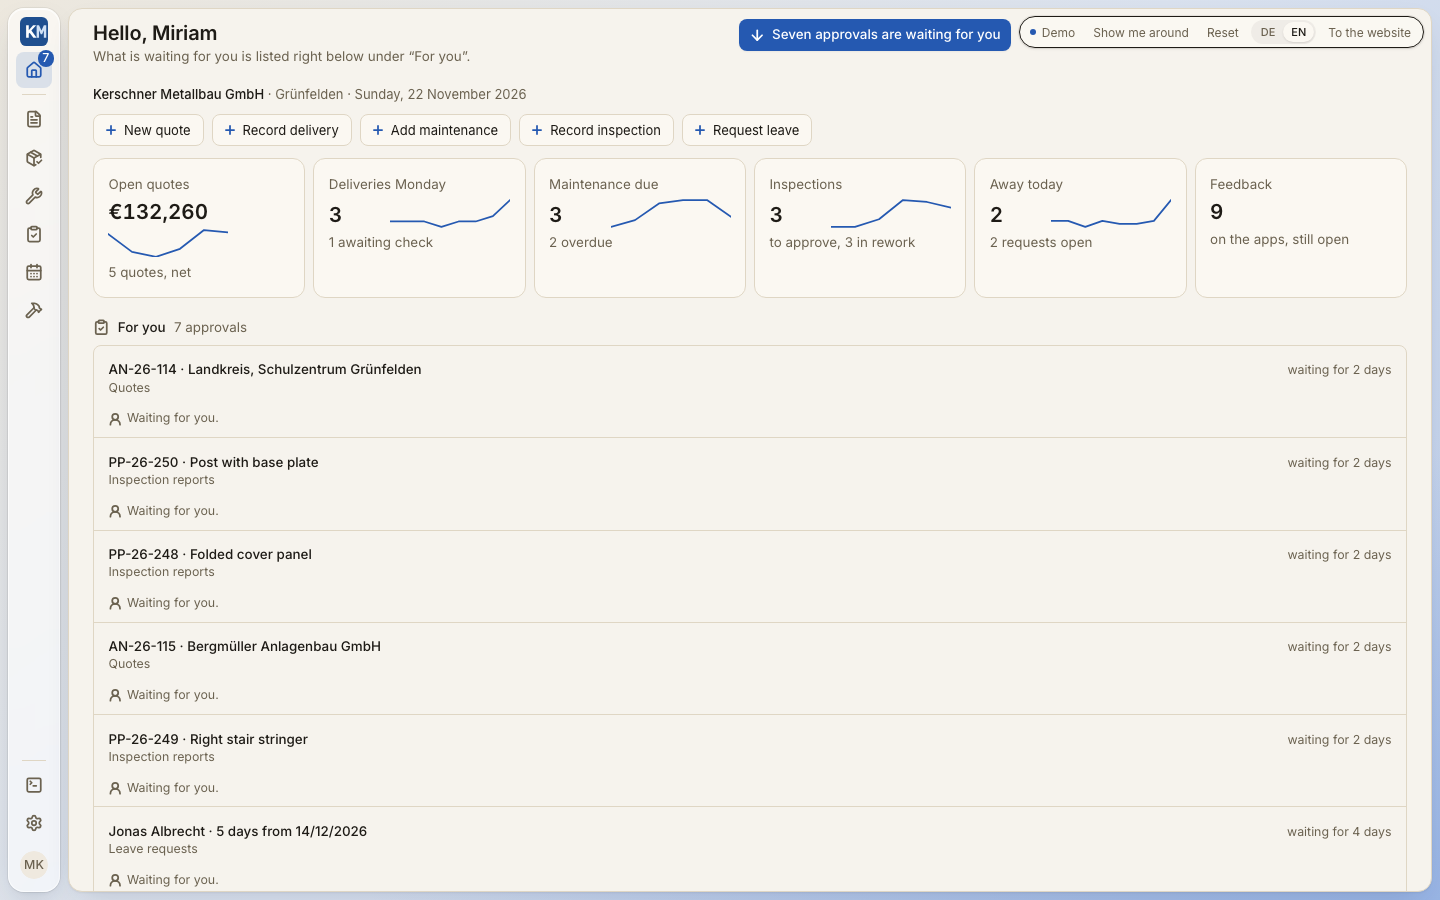 KM
7
Hello, Miriam
What is waiting for you is listed right below under “For you”.
Seven approvals are waiting for you
Demo
Show me around
Reset
DE
EN
To the website
Kerschner Metallbau GmbH · Grünfelden · Sunday, 22 November 2026
New quote
Record delivery
Add maintenance
Record inspection
Request leave
Open quotes
€132,260
5 quotes, net
Deliveries Monday
3
1 awaiting check
Maintenance due
3
2 overdue
Inspections
3
to approve, 3 in rework
Away today
2
2 requests open
Feedback
9
on the apps, still open
For you 7 approvals
AN-26-114 · Landkreis, Schulzentrum Grünfelden
waiting for 2 days
Quotes
Waiting for you.
PP-26-250 · Post with base plate
waiting for 2 days
Inspection reports
Waiting for you.
PP-26-248 · Folded cover panel
waiting for 2 days
Inspection reports
Waiting for you.
AN-26-115 · Bergmüller Anlagenbau GmbH
waiting for 2 days
Quotes
Waiting for you.
PP-26-249 · Right stair stringer
waiting for 2 days
Inspection reports
Waiting for you.
Jonas Albrecht · 5 days from 14/12/2026
waiting for 4 days
Leave requests
Waiting for you.
MK